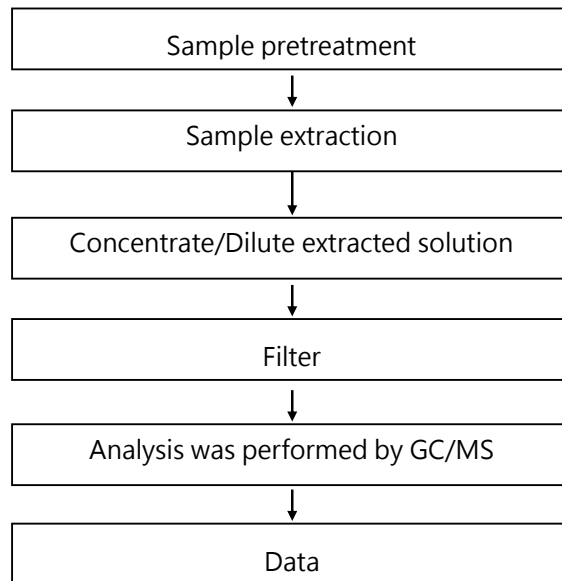 Sample pretreatment
Sample extraction
Concentrate/Dilute extracted solution
Filter
Analysis was performed by GC/MS
Data